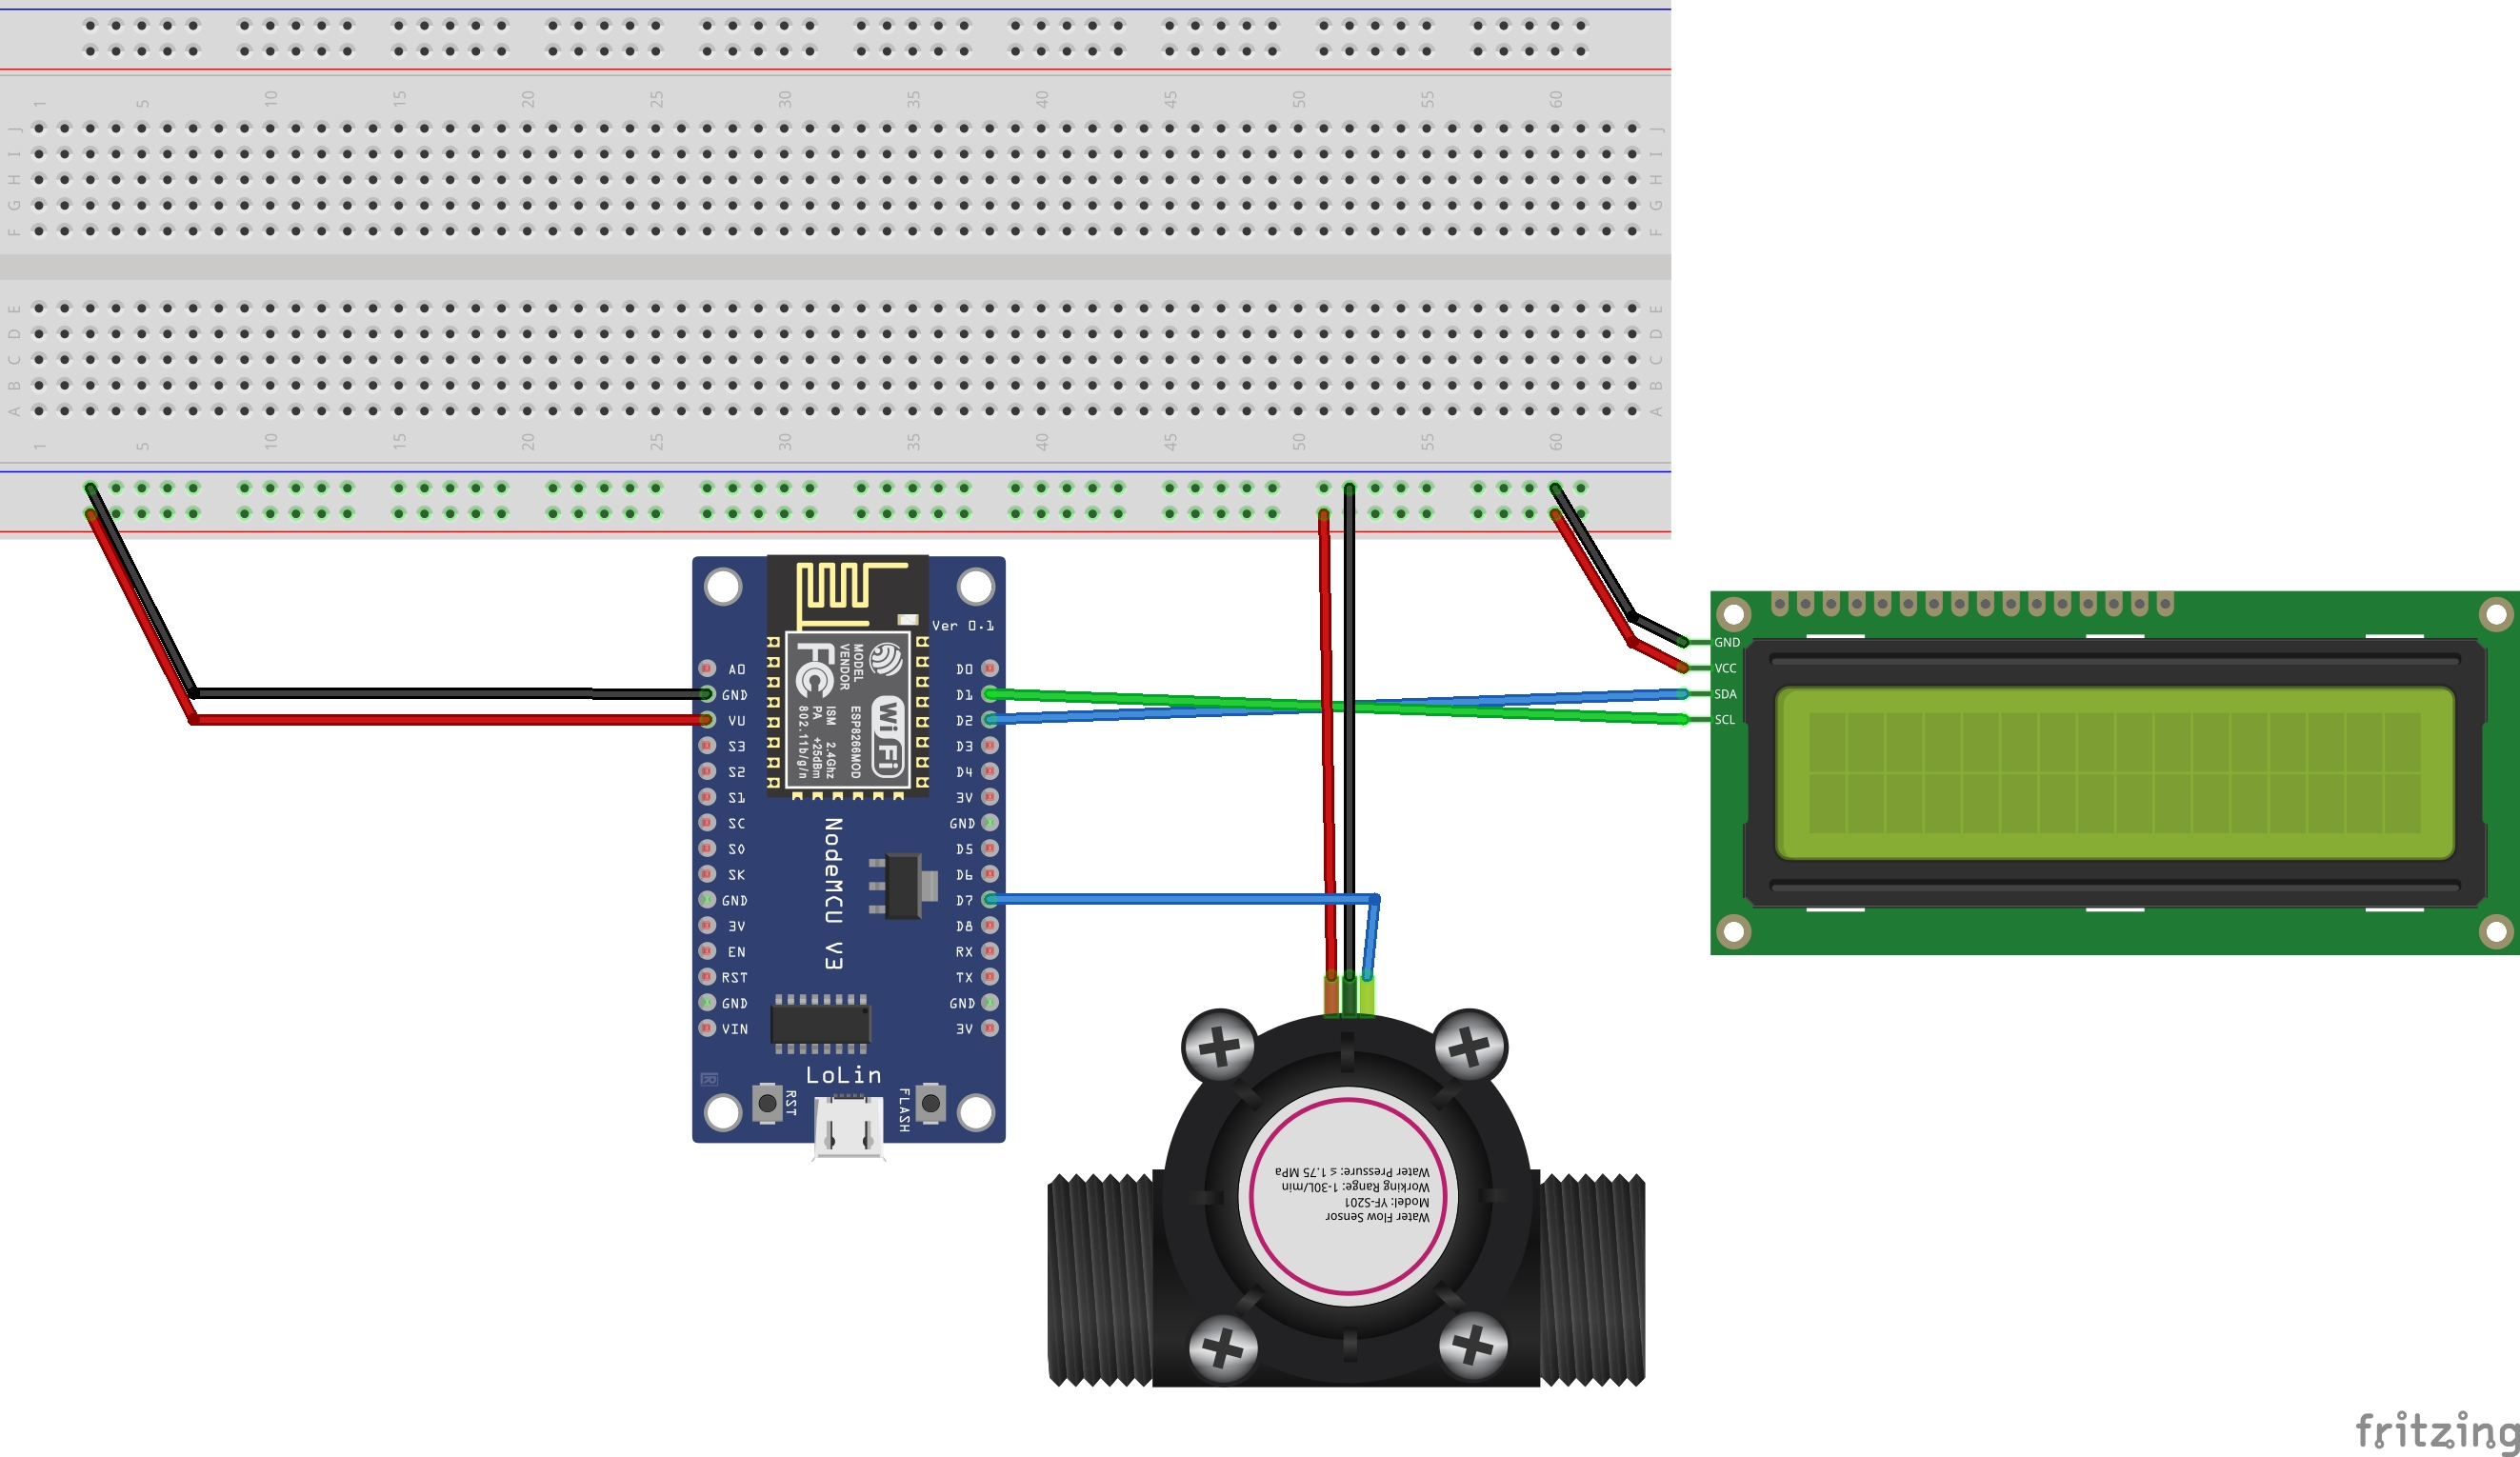 1 5 10 15 20 25 30 35 40 45 50 55 60
J J
I I
H H
G G
F F
E E
D D
C C
B B
A A
1 5 10 15 20 25 30 35 40 45 50 55 60
Ver 0.1
A0
GND
VU
S3
S2
S1
SC
S0
SK
GND
3V
EN
RST
GND
VIN
D0
D1
D2
D3
D4
3V
GND
D5
D6
D7
D8
RX
TX
GND
3V
MODEL
VENDOR
ESP8266MOD
ISM 2.4GHz
PA +25dBm
802.11b/g/n
FC
WiFi
NodeMCU V3
LoLin
RST
FLASH
GND
VCC
SDA
SCL
Water Flow Sensor
Model: YF-S201
Working Range: 1-30L/min
Water Pressure: ≤ 1.75 MPa
fritzing